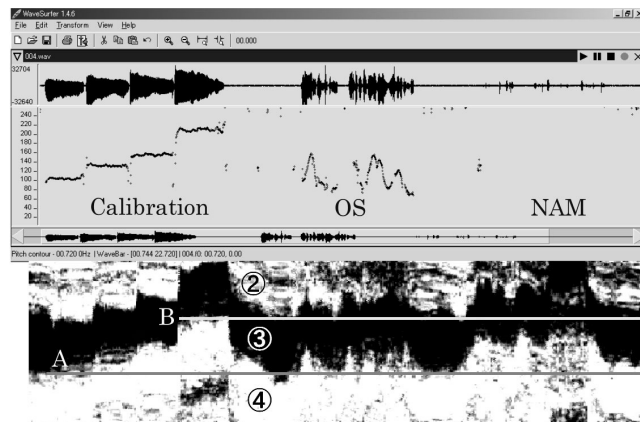 WaveSurfer 1.4.6
File Edit Transform View Help
00.000
004.wav
32704
-32640
240
220
200
180
160
140
120
100
80
60
40
20
Calibration OS NAM
Pitch contour - 00.720 0Hz | WaveBar - [00.744 22.720] | 004.f0: 00.720, 0.00
②
B
③
A
④